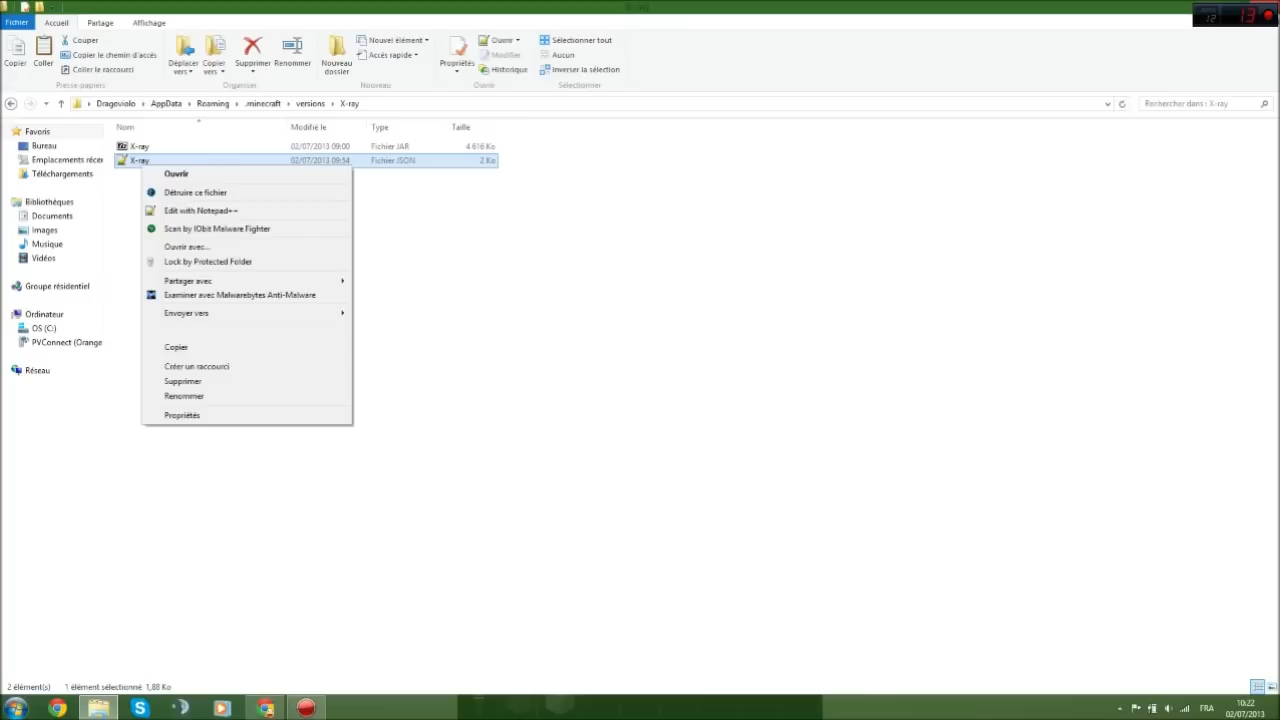 X-ray
Fichier Accueil Partage Affichage
Copier
Coller
Couper
Copier le chemin d'accès
Coller le raccourci
Presse-papiers
Déplacer vers
Copier vers
Supprimer
Renommer
Organiser
Nouveau dossier
Nouvel élément
Accès rapide
Nouveau
Propriétés
Ouvrir
Modifier
Historique
Ouvrir
Sélectionner tout
Aucun
Inverser la sélection
Sélectionner
Dragoviolo AppData Roaming .minecraft versions X-ray
Rechercher dans : X-ray
Nom Modifié le Type Taille
X-ray 02/07/2013 09:00 Fichier JAR 4 616 Ko
X-ray 02/07/2013 09:54 Fichier JSON 2 Ko
Favoris
Bureau
Emplacements récen
Téléchargements
Bibliothèques
Documents
Images
Musique
Vidéos
Groupe résidentiel
Ordinateur
OS (C:)
PVConnect (Orange
Réseau
Ouvrir
Détruire ce fichier
Edit with Notepad++
Scan by IObit Malware Fighter
Ouvrir avec...
Lock by Protected Folder
Partager avec
Examiner avec Malwarebytes Anti-Malware
Envoyer vers
Copier
Créer un raccourci
Supprimer
Renommer
Propriétés
2 élément(s) 1 élément sélectionné 1,88 Ko
FRA
10:22
02/07/2013